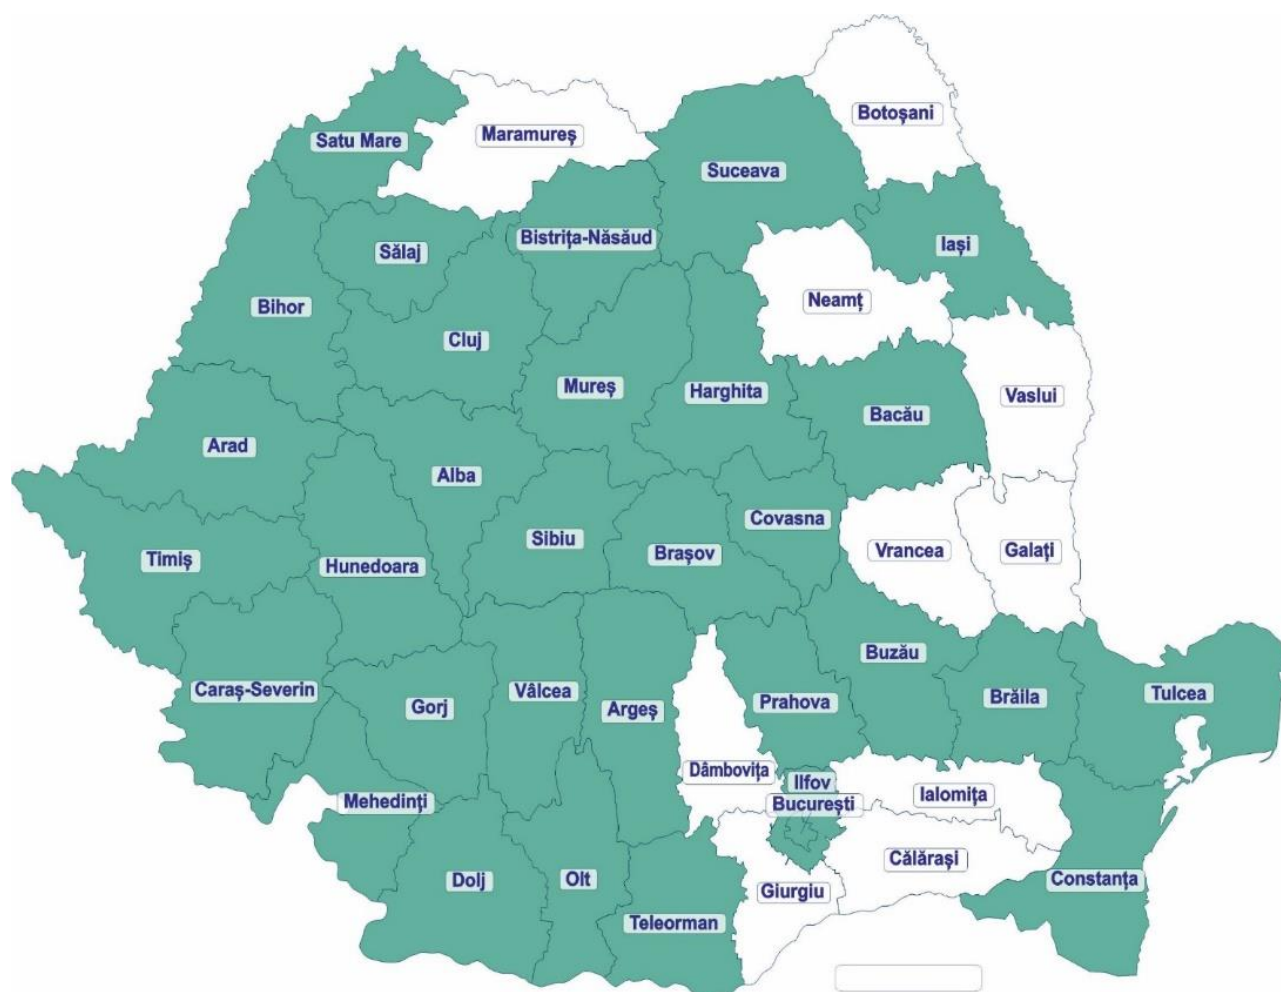 Botoșani
Maramureș
Satu Mare
Suceava
Bistrița-Năsăud
Iași
Sălaj
Neamț
Bihor
Cluj
Mureș
Harghita
Vaslui
Bacău
Arad
Alba
Covasna
Sibiu
Vrancea
Galați
Brașov
Timiș
Hunedoara
Buzău
Caraș-Severin
Vâlcea
Tulcea
Brăila
Prahova
Gorj
Argeș
Dâmbovița
Ilfov
Ialomița
Mehedinți
București
Călărași
Constanța
Dolj
Olt
Giurgiu
Teleorman